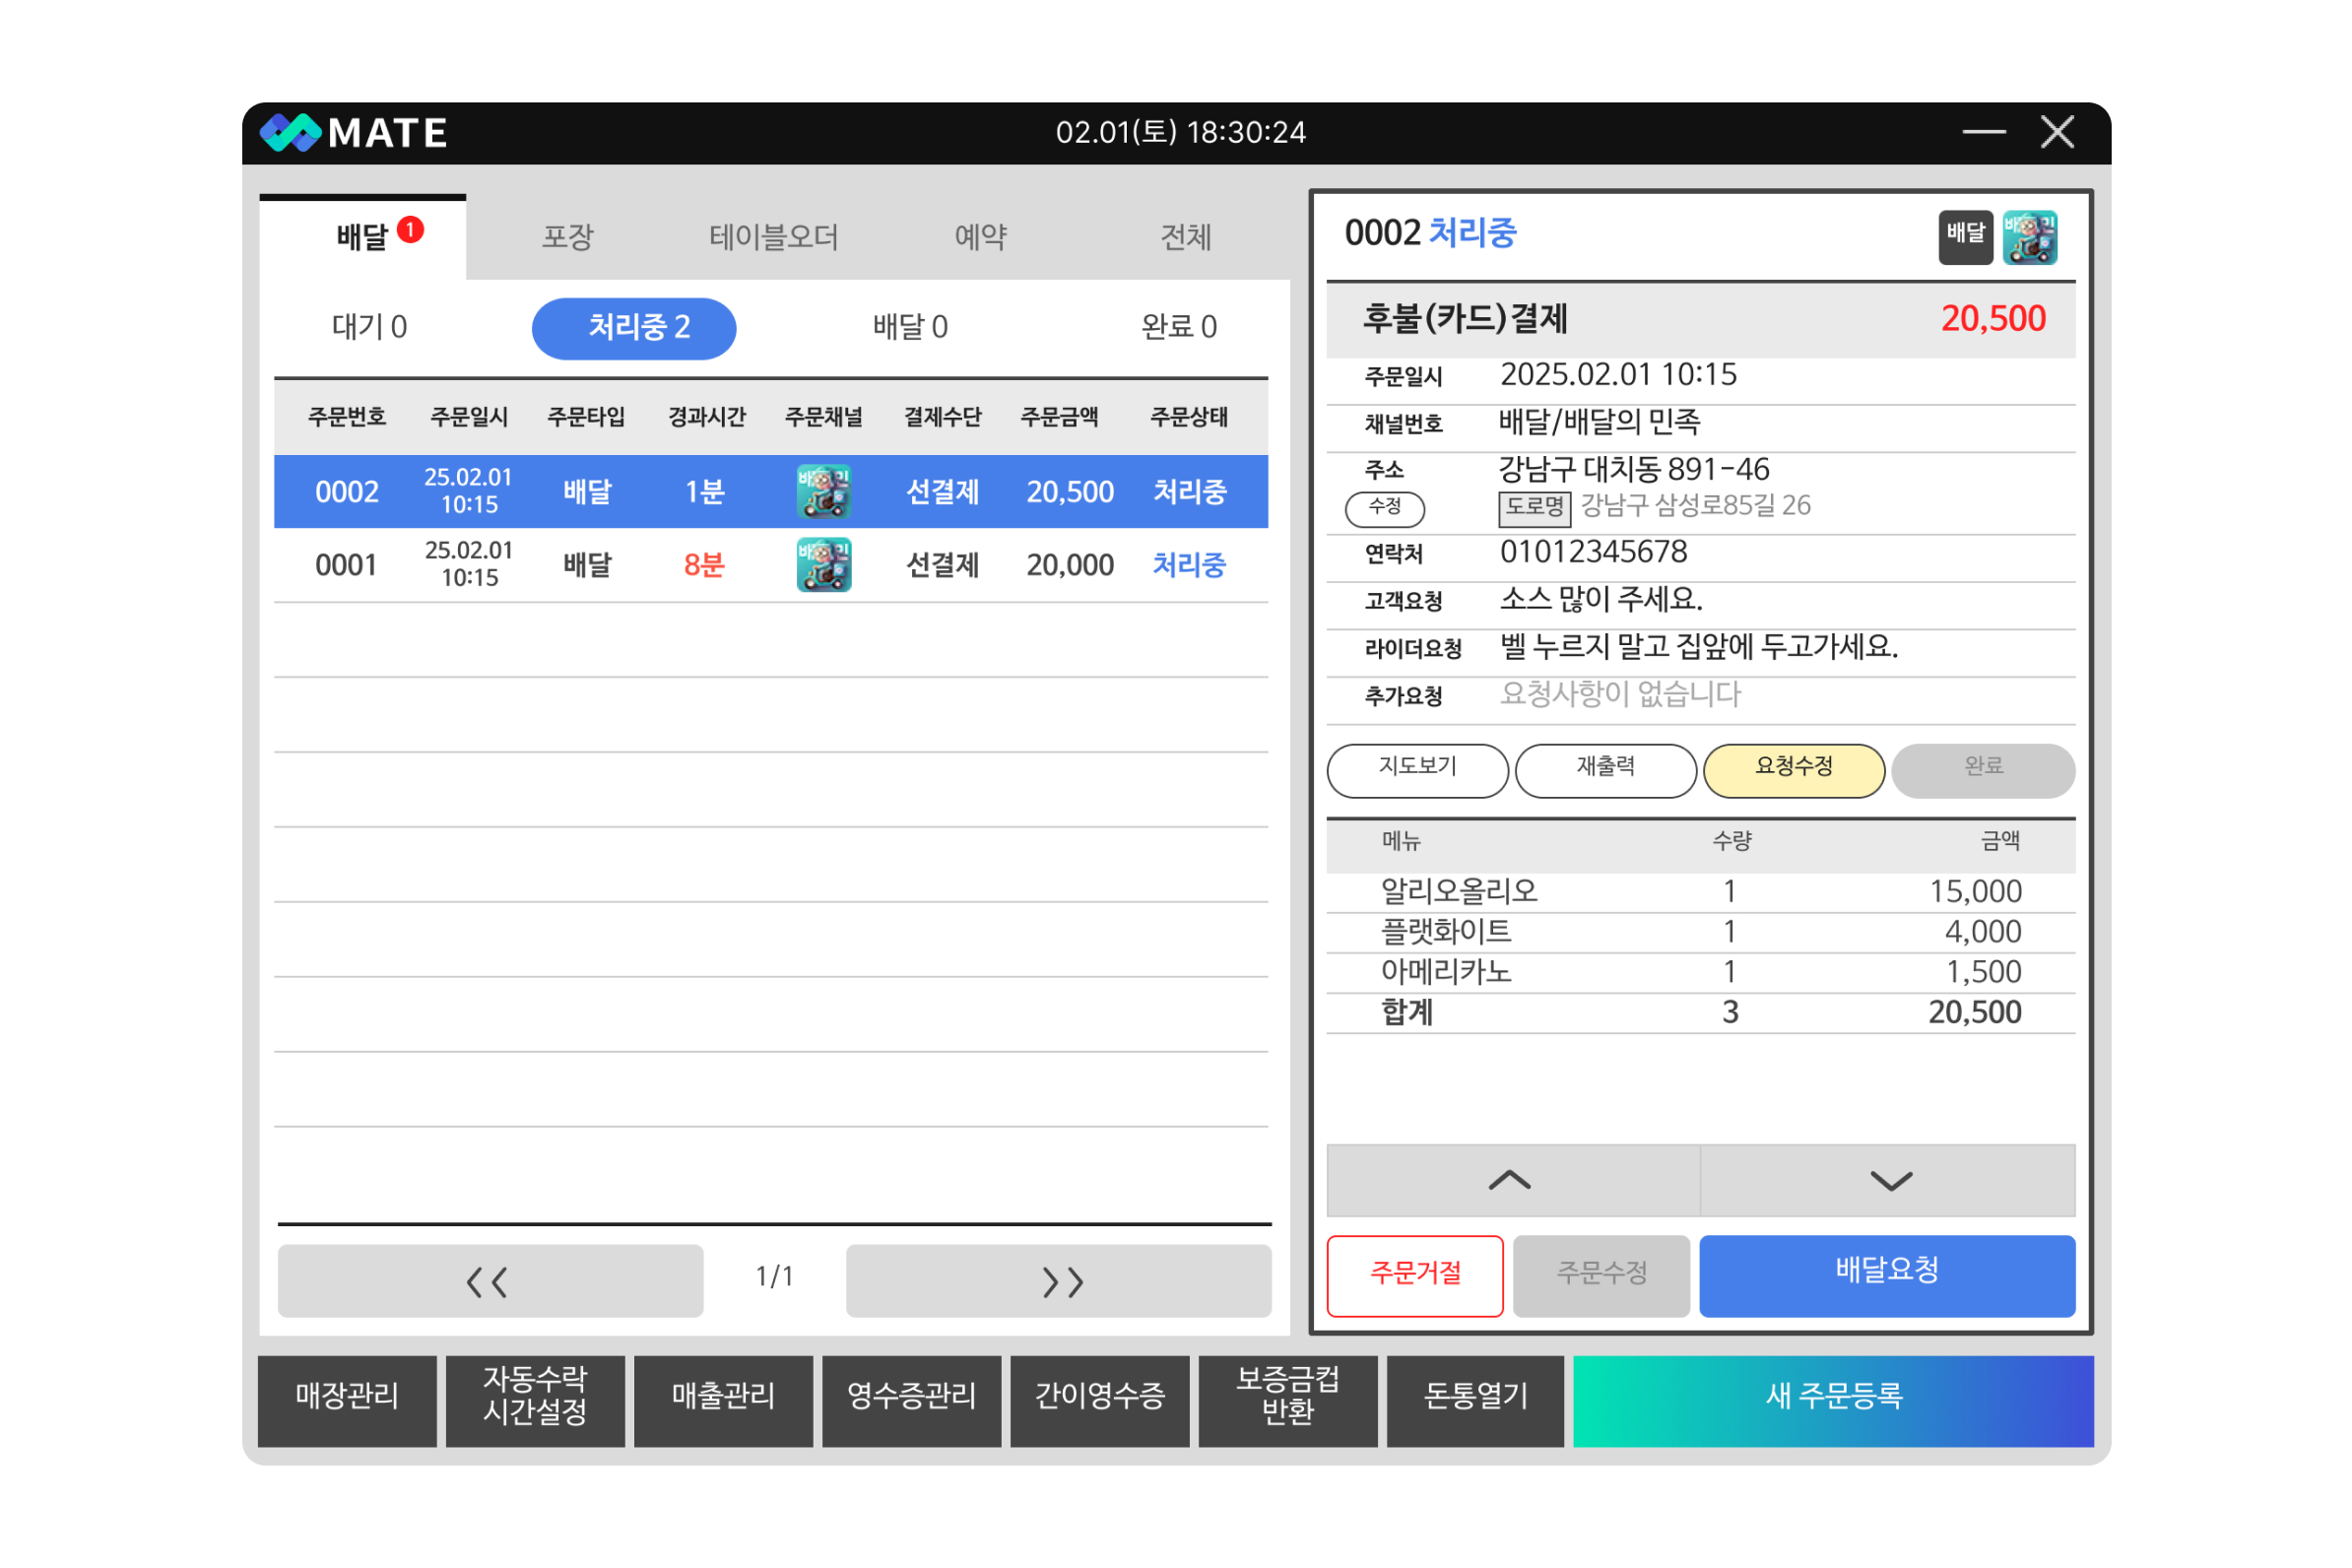 MATE
02.01(토) 18:30:24
배달 1
포장
테이블오더
예약
전체
대기 0
처리중 2
배달 0
완료 0
주문번호 주문일시 주문타입 경과시간 주문채널 결제수단 주문금액 주문상태
0002 25.02.01 10:15 배달 1분 선결제 20,500 처리중
0001 25.02.01 10:15 배달 8분 선결제 20,000 처리중
<< 1/1 >>
0002 처리중
배달
후불(카드)결제 20,500
주문일시 2025.02.01 10:15
채널번호 배달/배달의 민족
주소 강남구 대치동 891-46
수정 도로명 강남구 삼성로85길 26
연락처 01012345678
고객요청 소스 많이 주세요.
라이더요청 벨 누르지 말고 집앞에 두고가세요.
추가요청 요청사항이 없습니다
지도보기 재출력 요청수정 완료
메뉴 수량 금액
알리오올리오 1 15,000
플랫화이트 1 4,000
아메리카노 1 1,500
합계 3 20,500
주문거절 주문수정 배달요청
매장관리
자동수락
시간설정
매출관리
영수증관리
간이영수증
보증금컵
반환
돈통열기
새 주문등록